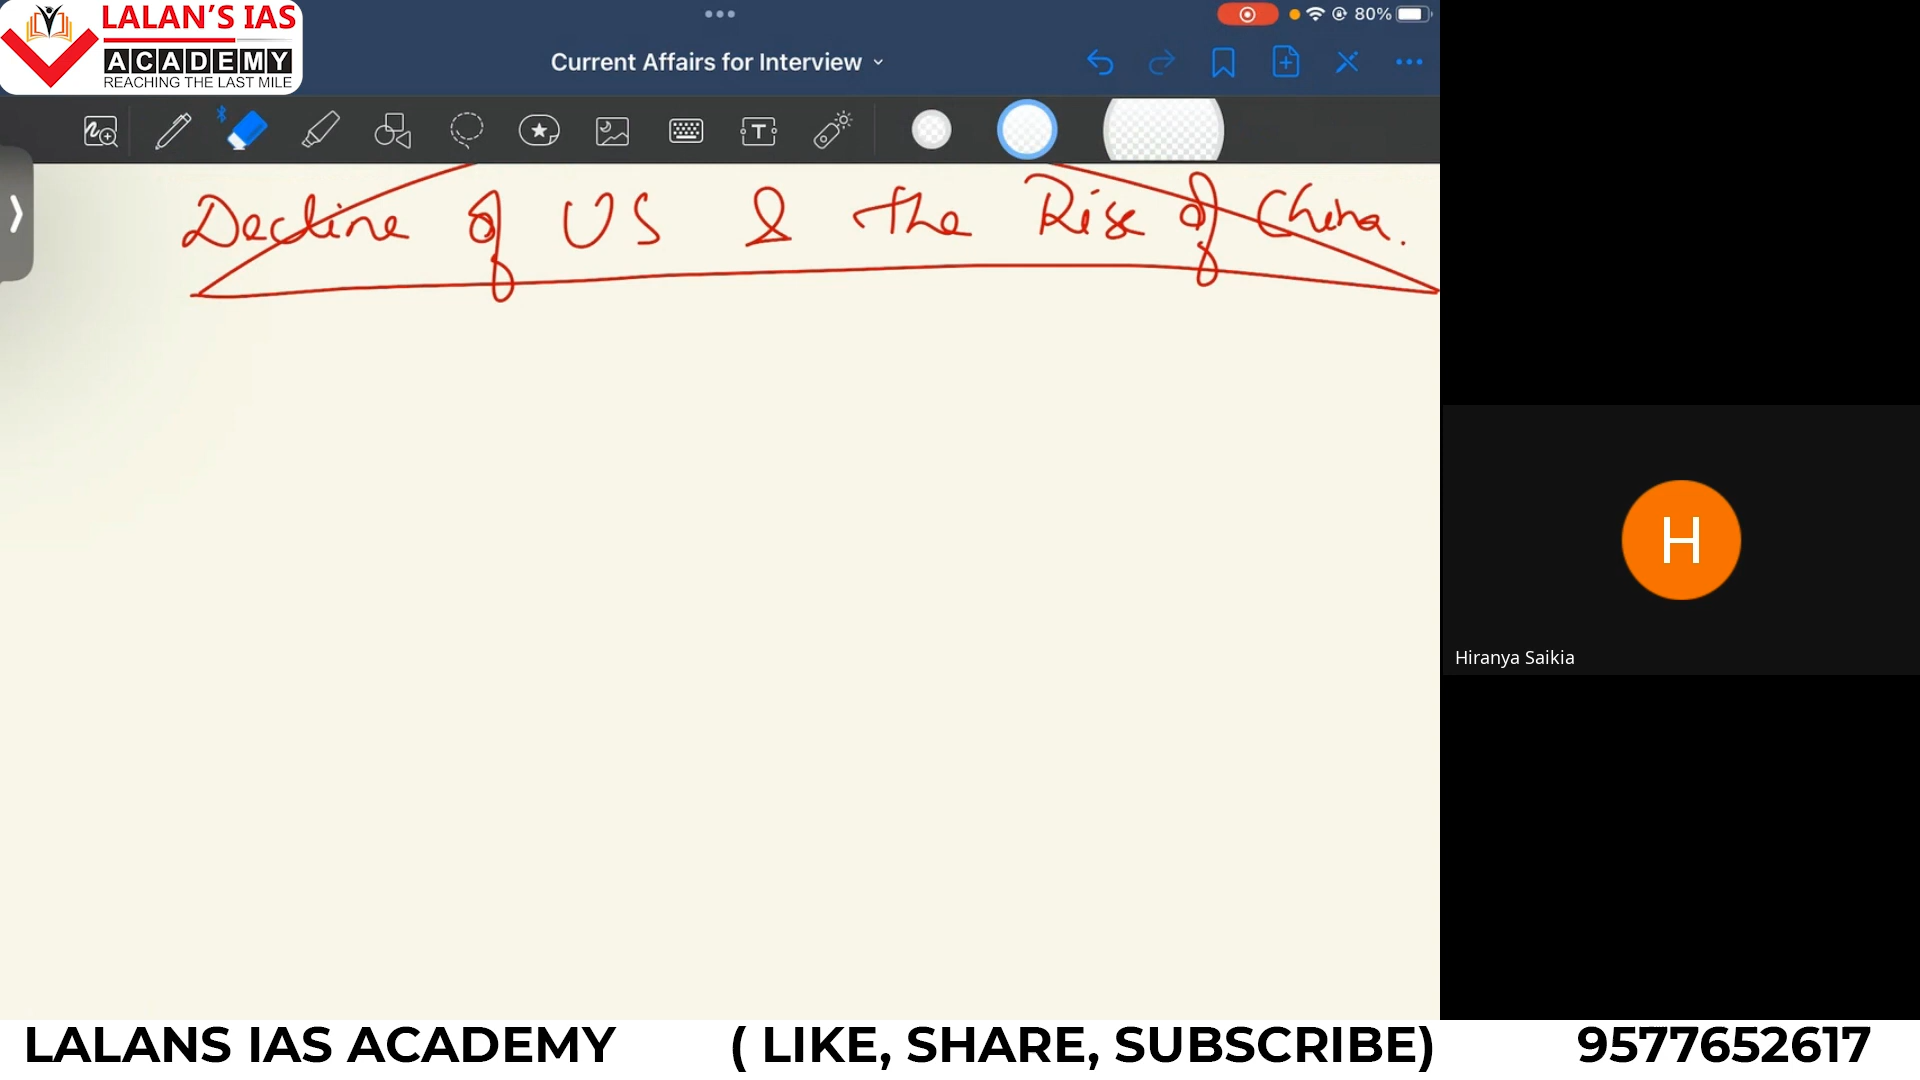 LALAN'S IAS
ACADEMY
REACHING THE LAST MILE
80%
Current Affairs for Interview
T
Decline of US & the Rise of China.
H
Hiranya Saikia
LALANS IAS ACADEMY ( LIKE, SHARE, SUBSCRIBE) 9577652617